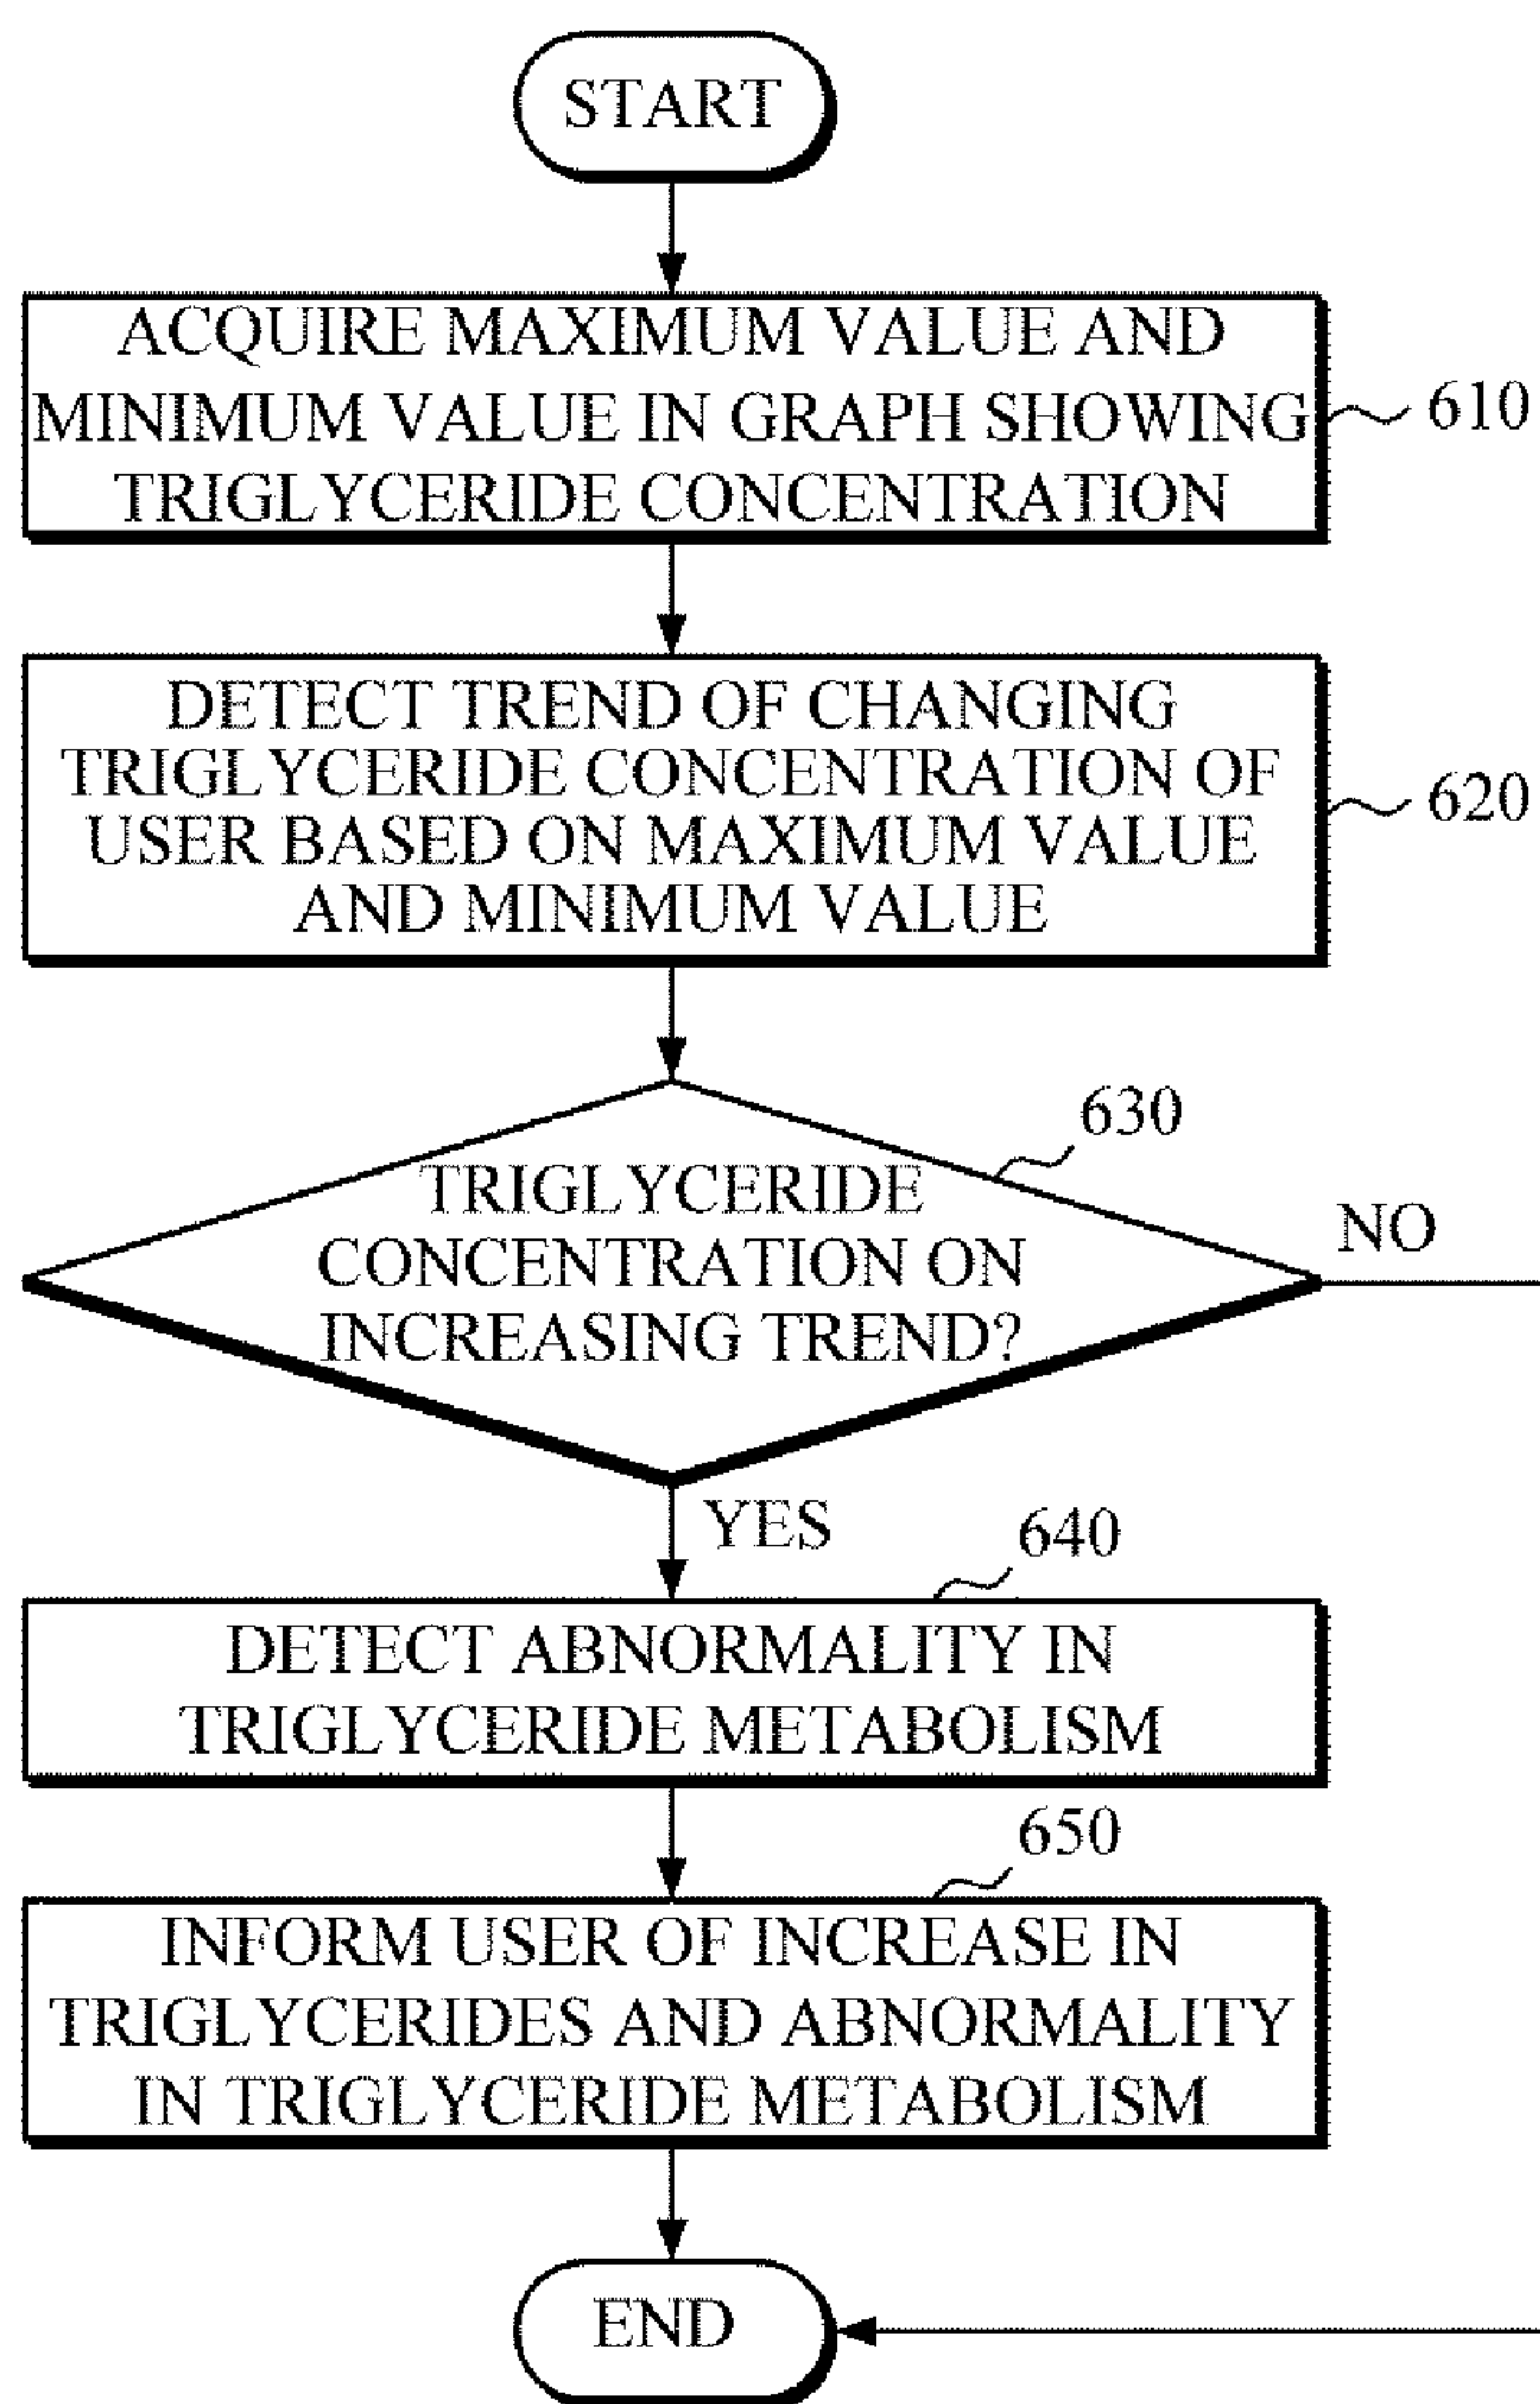 START
ACQUIRE MAXIMUM VALUE AND
MINIMUM VALUE IN GRAPH SHOWING
TRIGLYCERIDE CONCENTRATION
610
DETECT TREND OF CHANGING
TRIGLYCERIDE CONCENTRATION OF
USER BASED ON MAXIMUM VALUE
AND MINIMUM VALUE
620
630
TRIGLYCERIDE
CONCENTRATION ON
INCREASING TREND?
NO
YES
640
DETECT ABNORMALITY IN
TRIGLYCERIDE METABOLISM
650
INFORM USER OF INCREASE IN
TRIGLYCERIDES AND ABNORMALITY
IN TRIGLYCERIDE METABOLISM
END